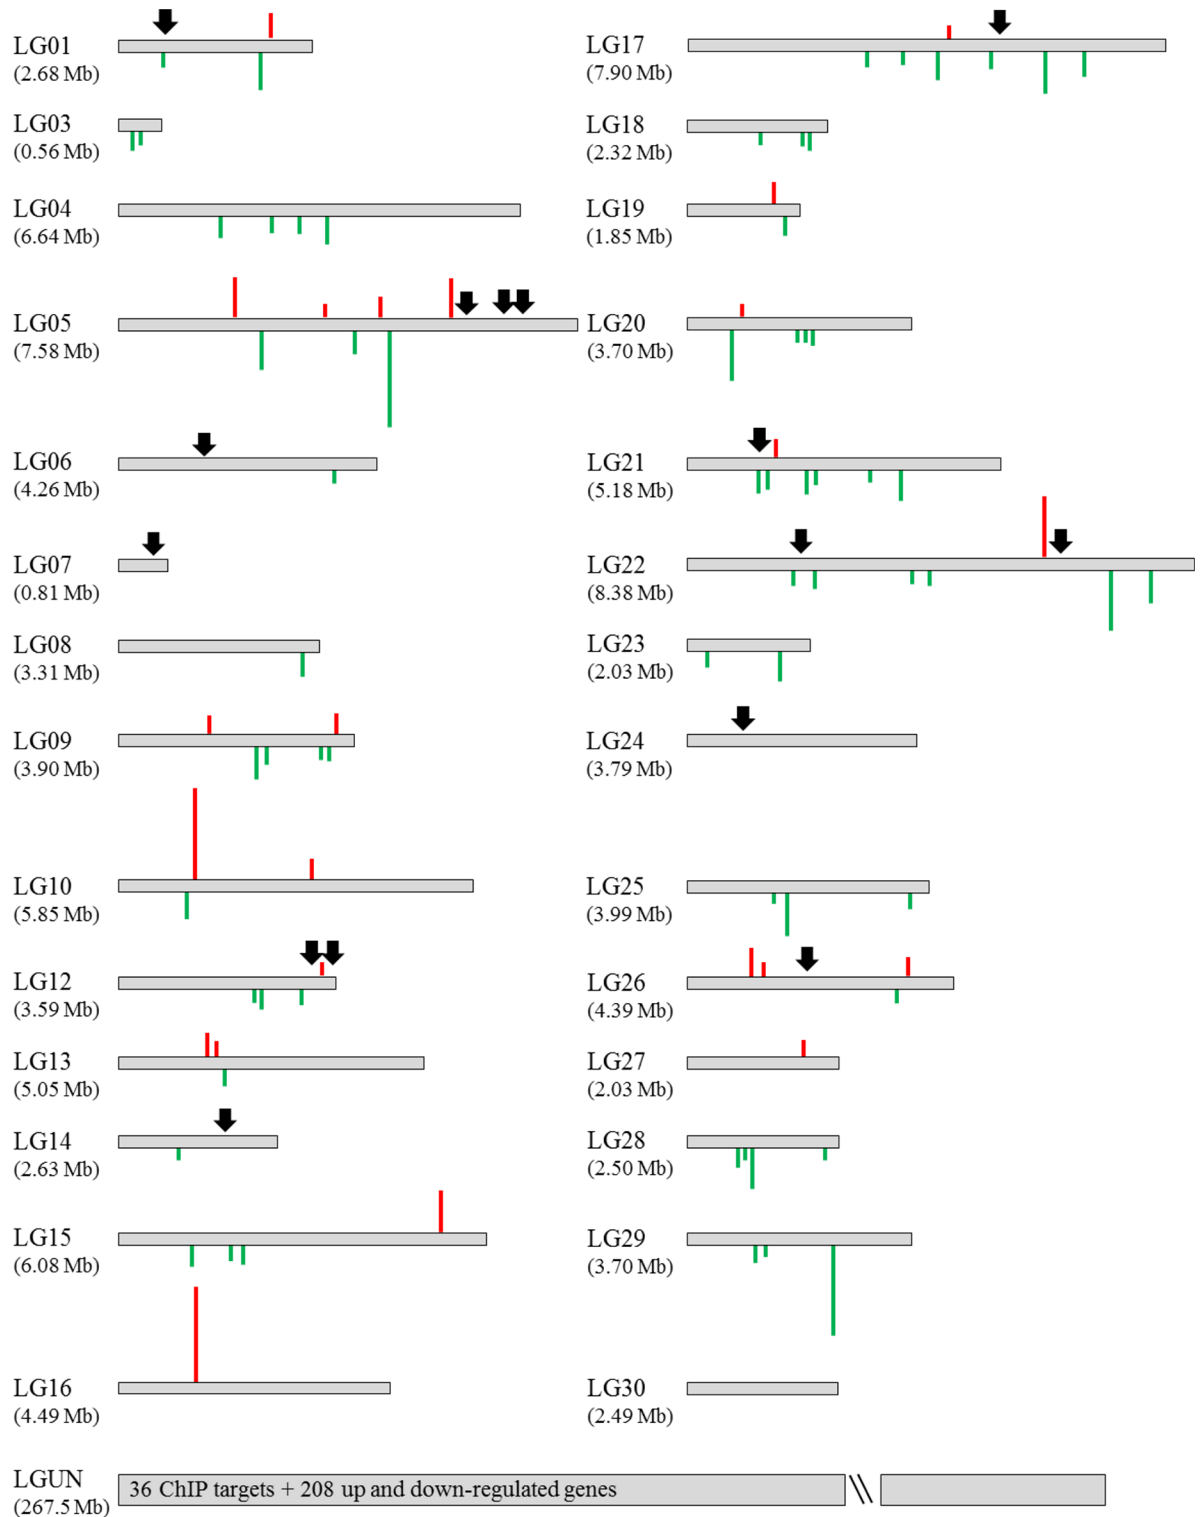 LG01
(2.68 Mb)
LG03
(0.56 Mb)
LG04
(6.64 Mb)
LG05
(7.58 Mb)
LG06
(4.26 Mb)
LG07
(0.81 Mb)
LG08
(3.31 Mb)
LG09
(3.90 Mb)
LG10
(5.85 Mb)
LG12
(3.59 Mb)
LG13
(5.05 Mb)
LG14
(2.63 Mb)
LG15
(6.08 Mb)
LG16
(4.49 Mb)
LG17
(7.90 Mb)
LG18
(2.32 Mb)
LG19
(1.85 Mb)
LG20
(3.70 Mb)
LG21
(5.18 Mb)
LG22
(8.38 Mb)
LG23
(2.03 Mb)
LG24
(3.79 Mb)
LG25
(3.99 Mb)
LG26
(4.39 Mb)
LG27
(2.03 Mb)
LG28
(2.50 Mb)
LG29
(3.70 Mb)
LG30
(2.49 Mb)
LGUN
(267.5 Mb)
36 ChIP targets + 208 up and down-regulated genes